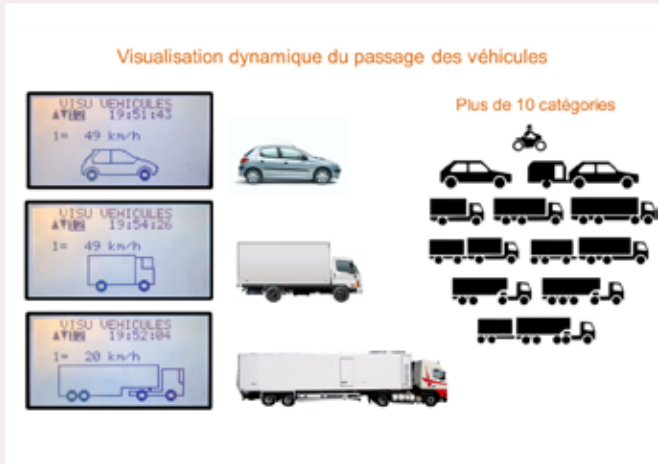 Visualisation dynamique du passage des véhicules
VISU VEHICULES
19:51:43
1= 49 km/h
VISU VEHICULES
19:54:26
1= 49 km/h
VISU VEHICULES
19:52:04
1= 20 km/h
Plus de 10 catégories